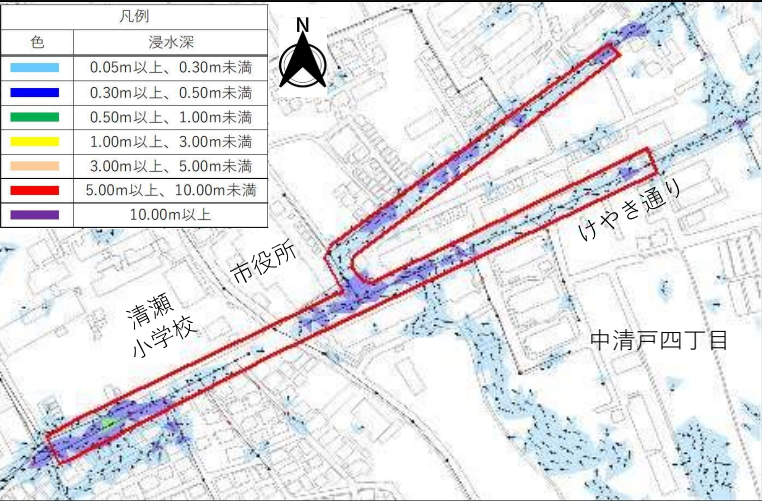 凡例
色 浸水深
0.05m以上、0.30m未満
0.30m以上、0.50m未満
0.50m以上、1.00m未満
1.00m以上、3.00m未満
3.00m以上、5.00m未満
5.00m以上、10.00m未満
10.00m以上
N
けやき通り
市役所
清瀬
小学校
中清戸四丁目